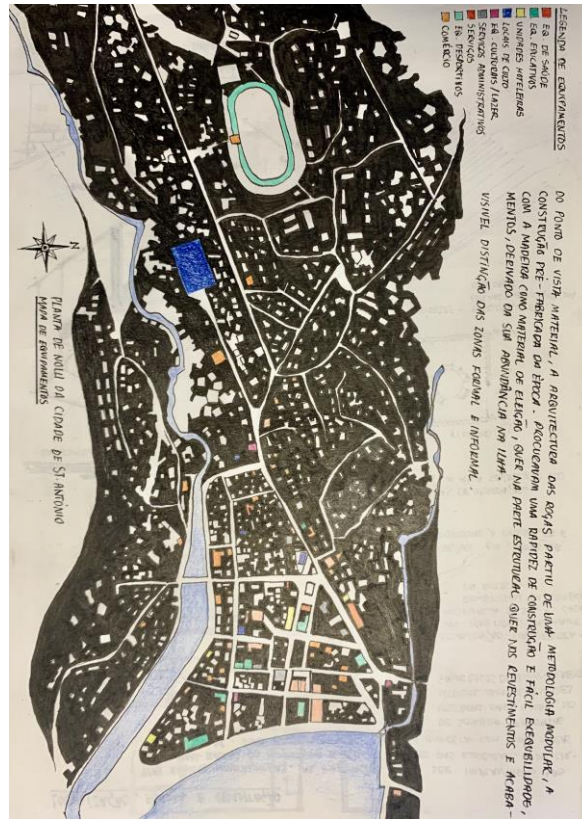 LEGENDA DE EQUIPAMENTOS
EQ. DE SAÚDE
EQ. EDUCATIVOS
UNIDADES HOTELEIRAS
LOCAIS DE CULTO
EQ. CULTURAIS / LAZER
SERVIÇOS ADMINISTRATIVOS
SERVIÇOS
EQ. DESPORTIVOS
COMÉRCIO
DO PONTO DE VISTA MATERIAL, A ARQUITECTURA DAS ROÇAS PARTIU DE UMA METODOLOGIA MODULAR, A
CONSTRUÇÃO PRÉ-FABRICADA DA ÉPOCA. PROCURAVAM UMA RAPIDEZ DE CONSTRUÇÃO E FÁCIL EXEQUIBILIDADE,
COM A MADEIRA COMO MATERIAL DE ELEIÇÃO, QUER NA PARTE ESTRUTURAL QUER NOS REVESTIMENTOS E ACABA-
MENTOS, DERIVADO DA SUA ABUNDÂNCIA NA ILHA.
VISIVEL DISTINÇÃO DAS ZONAS FORMAL E INFORMAL.
N
PLANTA DE NOLLI DA CIDADE DE ST. ANTÓNIO
MAPA DE EQUIPAMENTOS